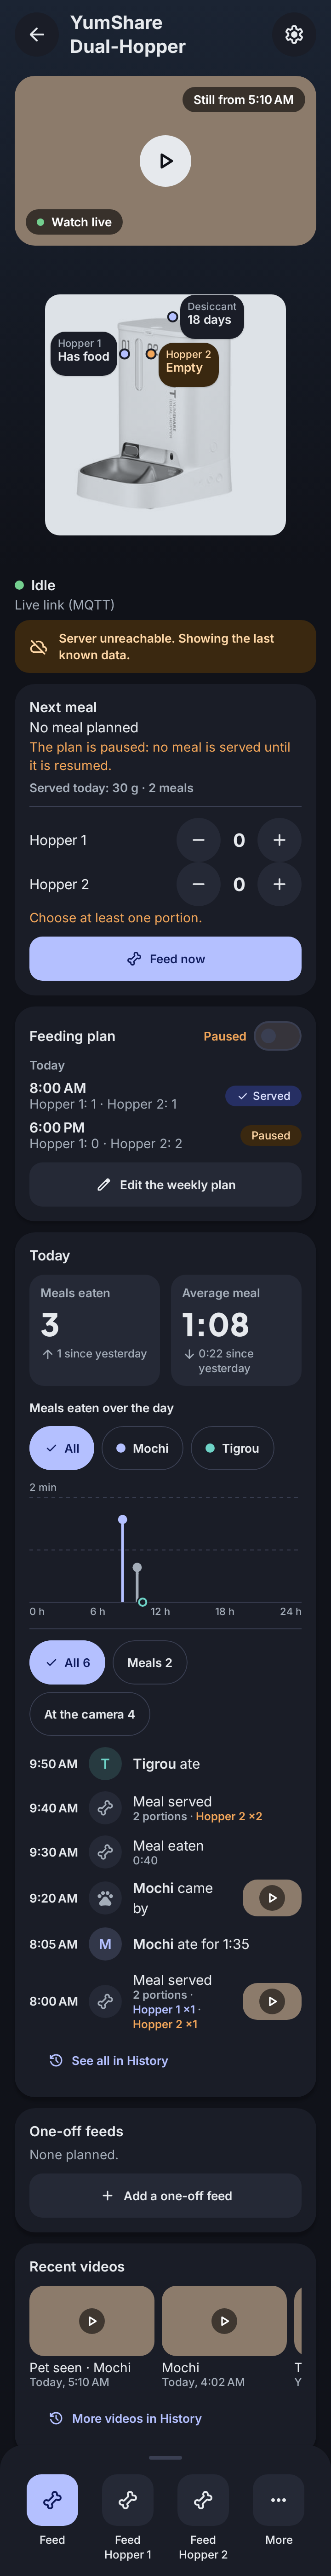 YumShare
Dual-Hopper
Still from 5:10 AM
Watch live
Desiccant
18 days
Hopper 1
Has food
Hopper 2
Empty
Idle
Live link (MQTT)
Server unreachable. Showing the last
known data.
Next meal
No meal planned
The plan is paused: no meal is served until
it is resumed.
Served today: 30 g · 2 meals
Hopper 1
0
Hopper 2
0
Choose at least one portion.
Feed now
Feeding plan
Paused
Today
8:00 AM
Hopper 1: 1 · Hopper 2: 1
Served
6:00 PM
Hopper 1: 0 · Hopper 2: 2
Paused
Edit the weekly plan
Today
Meals eaten
3
1 since yesterday
Average meal
1:08
0:22 since
yesterday
Meals eaten over the day
All
Mochi
Tigrou
2 min
0 h 6 h 12 h 18 h 24 h
All 6
Meals 2
At the camera 4
9:50 AM T Tigrou ate
9:40 AM Meal served
2 portions · Hopper 2 ×2
9:30 AM Meal eaten
0:40
9:20 AM Mochi came
by
8:05 AM M Mochi ate for 1:35
8:00 AM Meal served
2 portions ·
Hopper 1 ×1 ·
Hopper 2 ×1
See all in History
One-off feeds
None planned.
Add a one-off feed
Recent videos
Pet seen · Mochi
Today, 5:10 AM
Mochi
Today, 4:02 AM
T
Y
More videos in History
Feed
Feed
Hopper 1
Feed
Hopper 2
More